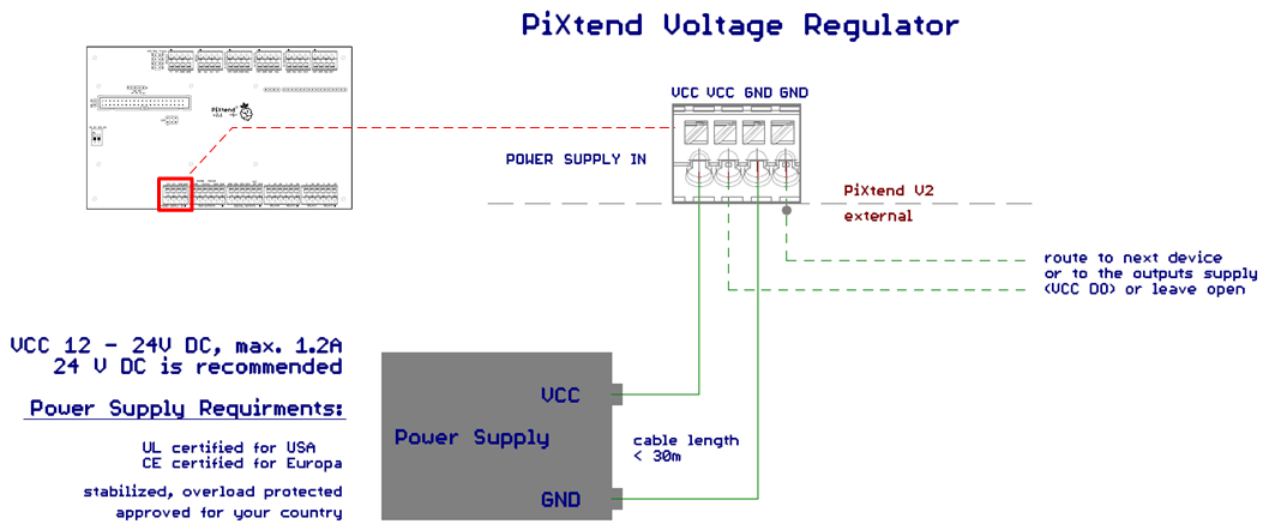 PiXtend Voltage Regulator
PiXtend
VCC VCC GND GND
POWER SUPPLY IN
PiXtend V2
external
route to next device
or to the outputs supply
(VCC DO) or leave open
VCC 12 - 24V DC, max. 1.2A
24 V DC is recommended
Power Supply Requirments:
UL certified for USA
CE certified for Europa
stabilized, overload protected
approved for your country
VCC
Power Supply
GND
cable length
< 30m